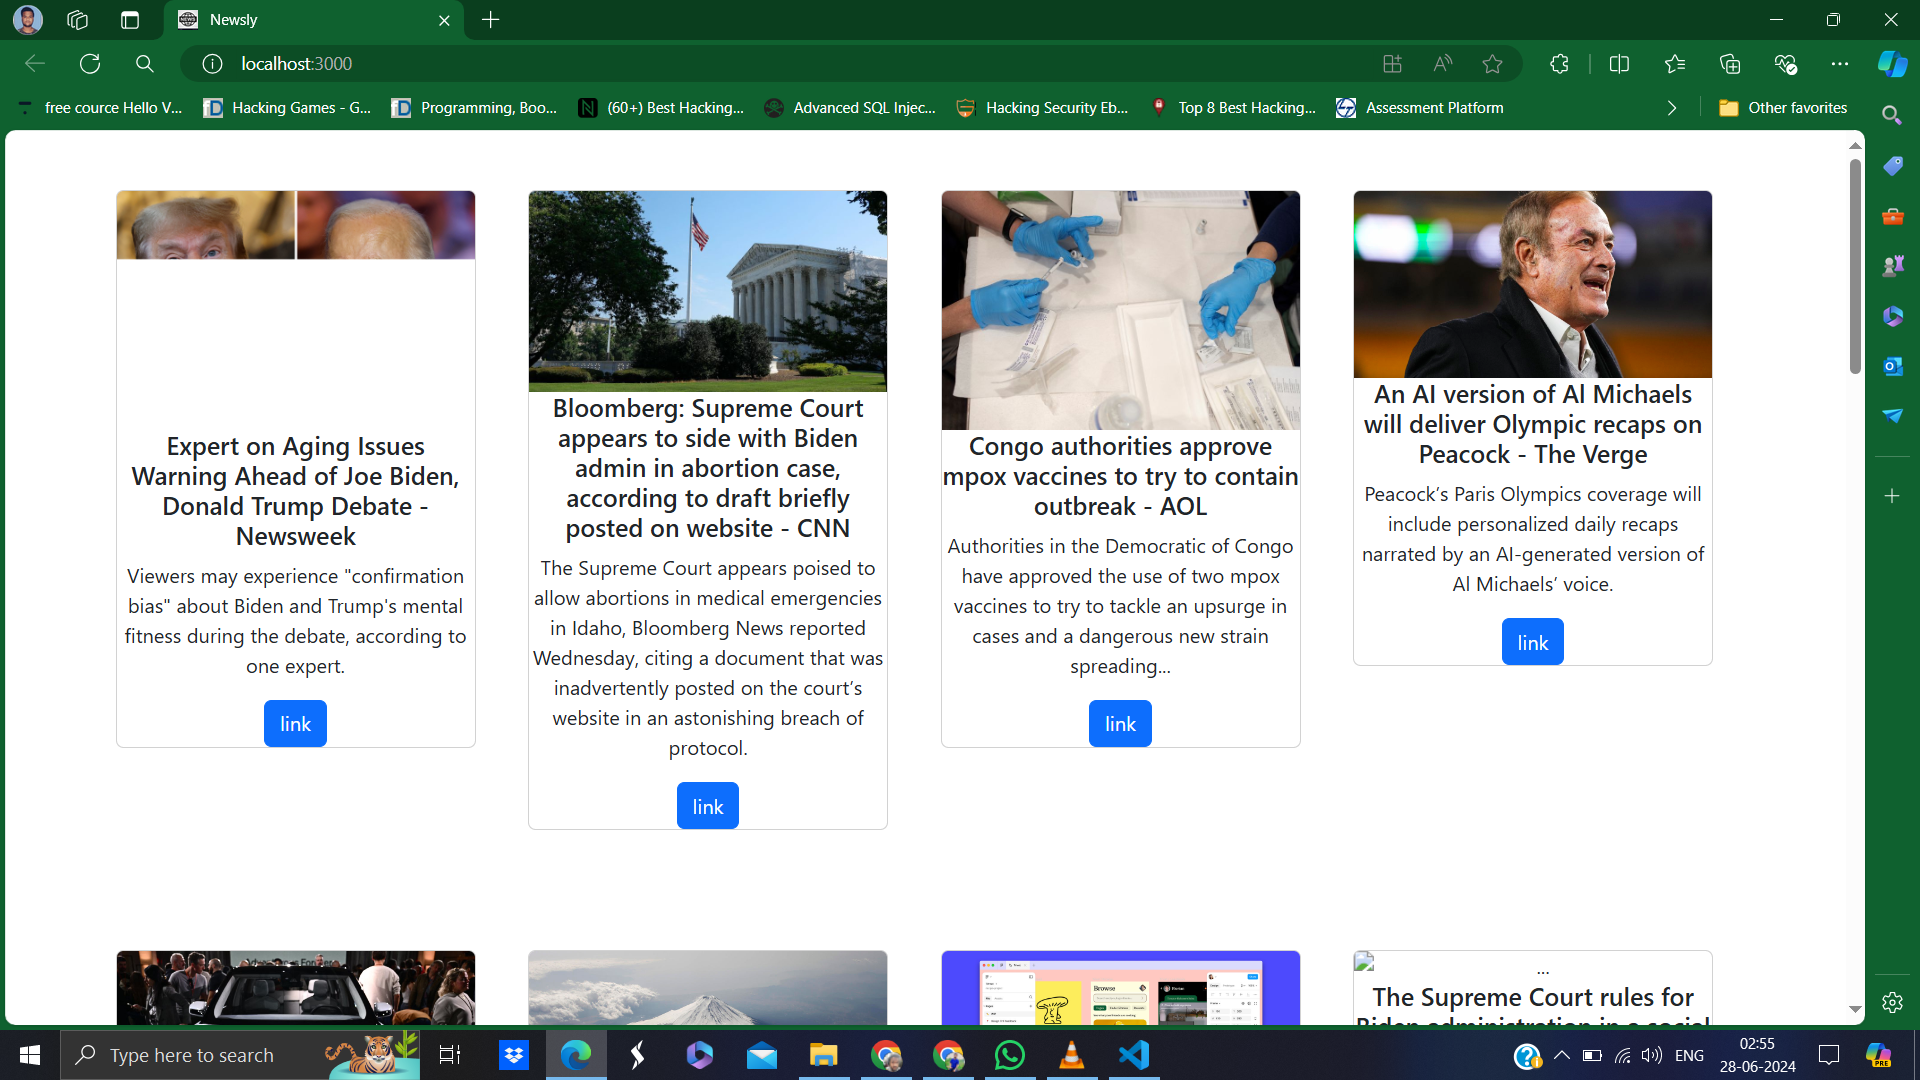 Newsly
localhost:3000
free cource Hello V...
Hacking Games - G...
Programming, Boo...
(60+) Best Hacking...
Advanced SQL Injec...
Hacking Security Eb...
Top 8 Best Hacking...
Assessment Platform
Other favorites
Expert on Aging Issues
Warning Ahead of Joe Biden,
Donald Trump Debate -
Newsweek
Viewers may experience "confirmation
bias" about Biden and Trump's mental
fitness during the debate, according to
one expert.
link
Bloomberg: Supreme Court
appears to side with Biden
admin in abortion case,
according to draft briefly
posted on website - CNN
The Supreme Court appears poised to
allow abortions in medical emergencies
in Idaho, Bloomberg News reported
Wednesday, citing a document that was
inadvertently posted on the court’s
website in an astonishing breach of
protocol.
link
Congo authorities approve
mpox vaccines to try to contain
outbreak - AOL
Authorities in the Democratic of Congo
have approved the use of two mpox
vaccines to try to tackle an upsurge in
cases and a dangerous new strain
spreading...
link
An AI version of Al Michaels
will deliver Olympic recaps on
Peacock - The Verge
Peacock’s Paris Olympics coverage will
include personalized daily recaps
narrated by an AI-generated version of
Al Michaels’ voice.
link
Browse
...
The Supreme Court rules for
Biden administration in a social
Type here to search
ENG
02:55
28-06-2024
PRE